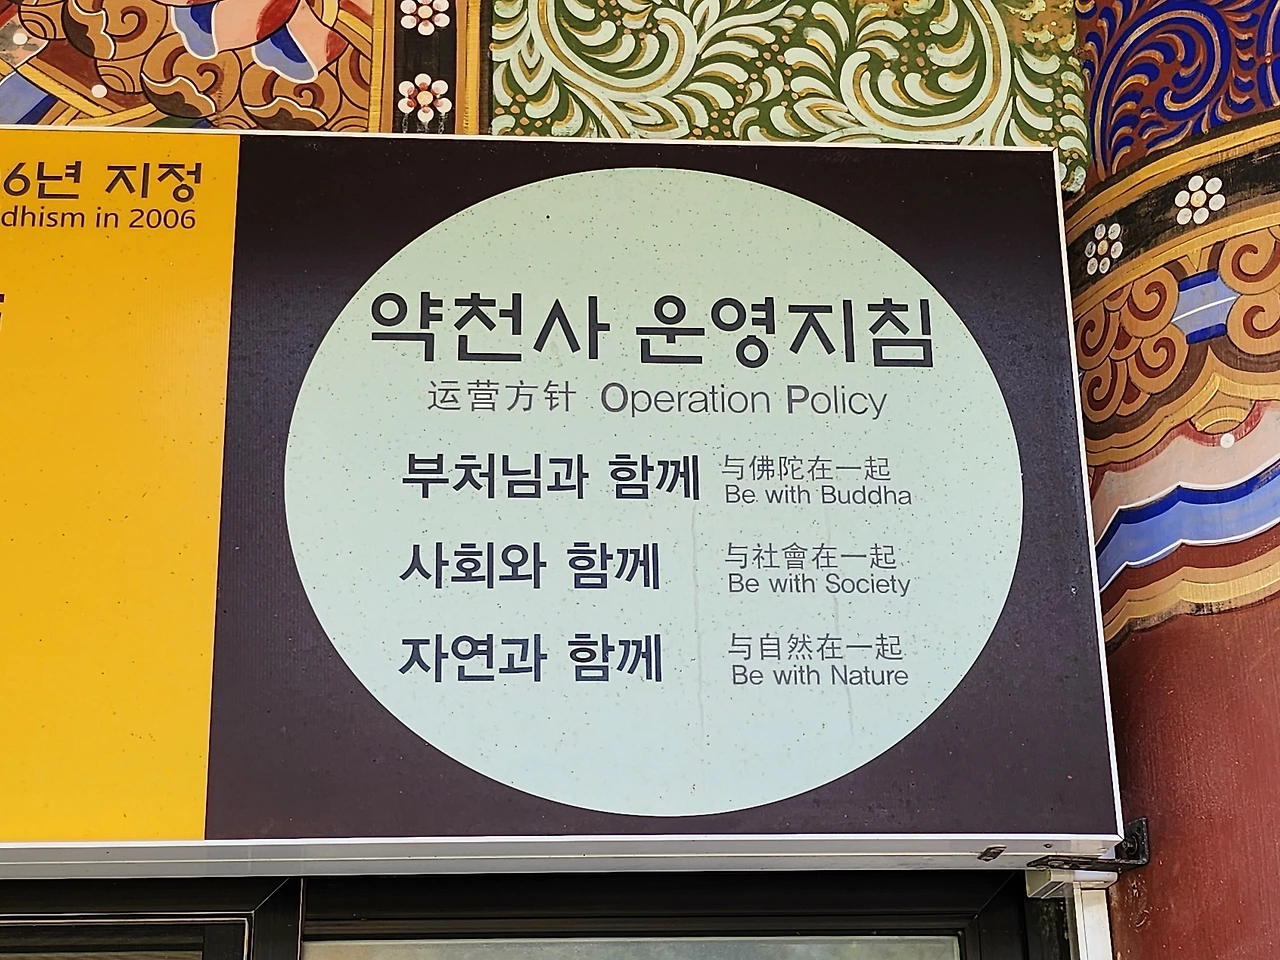 6년 지정
dhism in 2006
약천사 운영지침
运营方针 Operation Policy
부처님과 함께 与佛陀在一起
Be with Buddha
사회와 함께 与社會在一起
Be with Society
자연과 함께 与自然在一起
Be with Nature